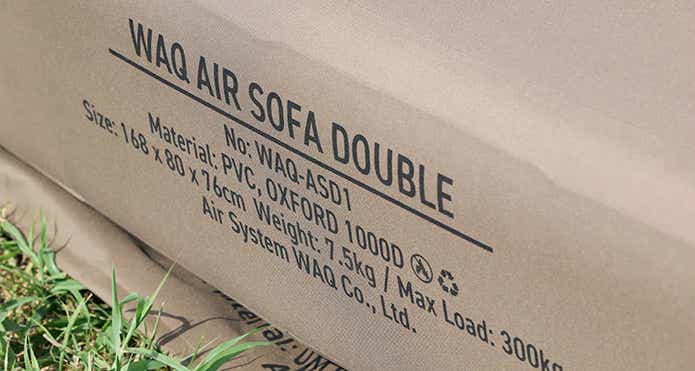 WAQ AIR SOFA DOUBLE
No: WAQ-ASD1
Material: PVC, OXFORD 1000D
Size: 168 x 80 x 76cm Weight: 7.5kg / Max Load: 300kg
Air System WAQ Co., Ltd.